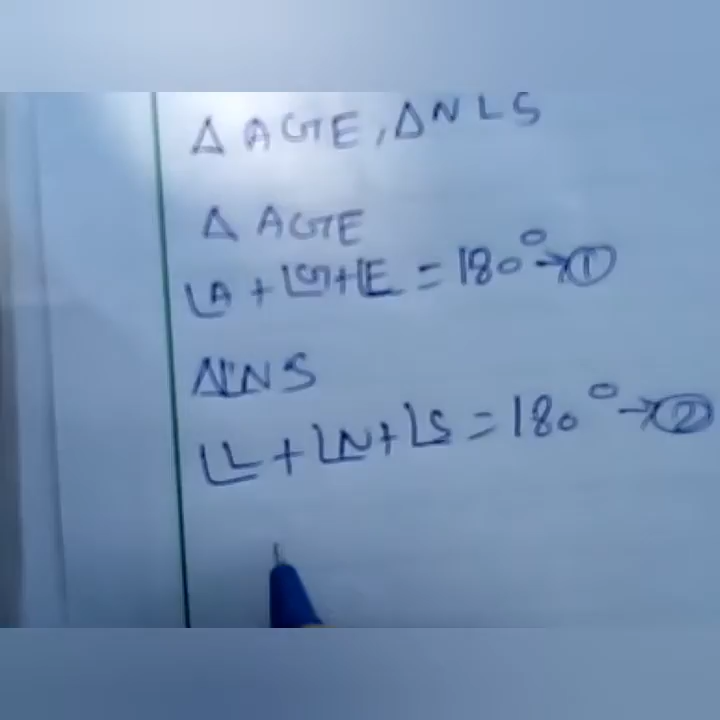 Δ AGE, Δ NLS
Δ AGE
∠A + ∠G + ∠E = 180° → ①
Δ LNS
∠L + ∠N + ∠S = 180° → ②